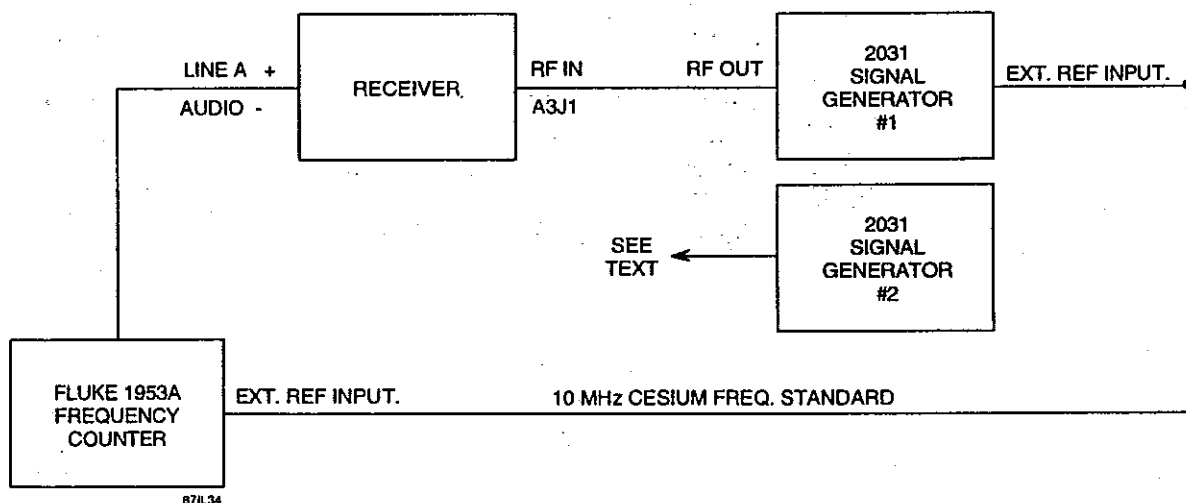 LINE A +
AUDIO -
RECEIVER
RF IN
A3J1
RF OUT
2031
SIGNAL
GENERATOR
#1
EXT. REF INPUT.
2031
SIGNAL
GENERATOR
#2
SEE
TEXT
FLUKE 1953A
FREQUENCY
COUNTER
EXT. REF INPUT.
10 MHz CESIUM FREQ. STANDARD